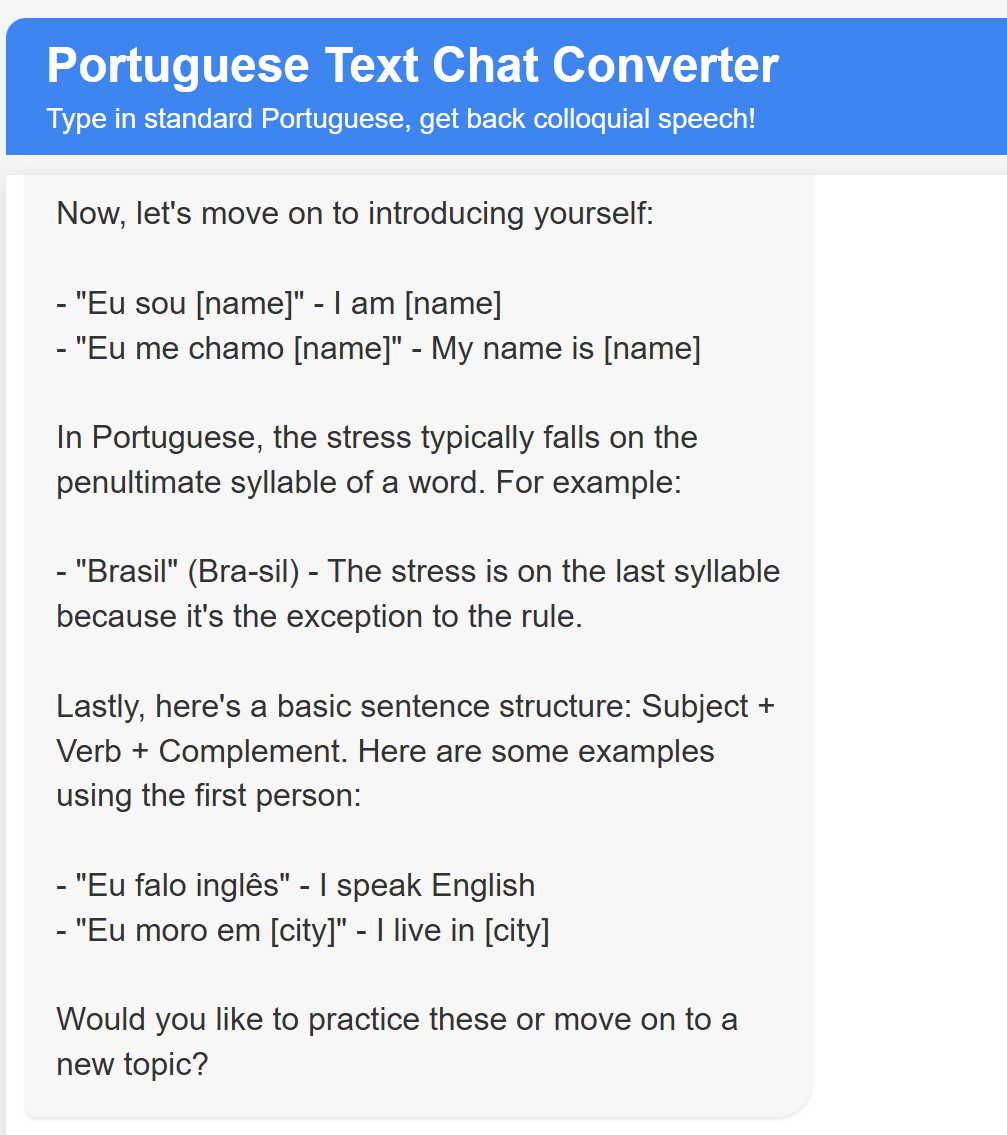 Portuguese Text Chat Converter
Type in standard Portuguese, get back colloquial speech!
Now, let's move on to introducing yourself:
- "Eu sou [name]" - I am [name]
- "Eu me chamo [name]" - My name is [name]
In Portuguese, the stress typically falls on the
penultimate syllable of a word. For example:
- "Brasil" (Bra-sil) - The stress is on the last syllable
because it's the exception to the rule.
Lastly, here's a basic sentence structure: Subject +
Verb + Complement. Here are some examples
using the first person:
- "Eu falo inglês" - I speak English
- "Eu moro em [city]" - I live in [city]
Would you like to practice these or move on to a
new topic?